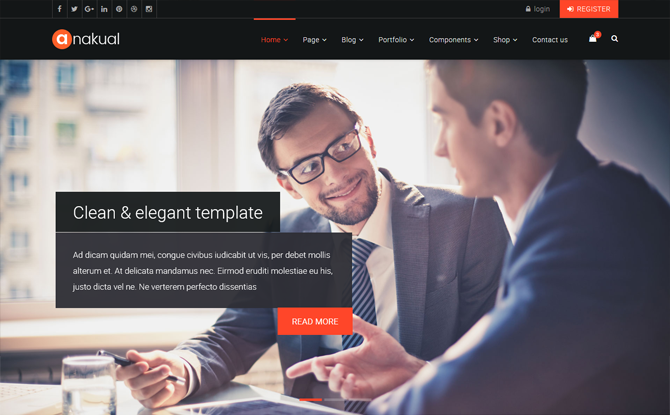 login
REGISTER
anakual
Home
Page
Blog
Portfolio
Components
Shop
Contact us
Clean & elegant template
Ad dicam quidam mei, congue civibus iudicabit ut vis, per debet mollis
alterum et. At delicata mandamus nec. Eirmod eruditi molestiae eu his,
justo dicta vel ne. Ne verterem perfecto dissentias
READ MORE